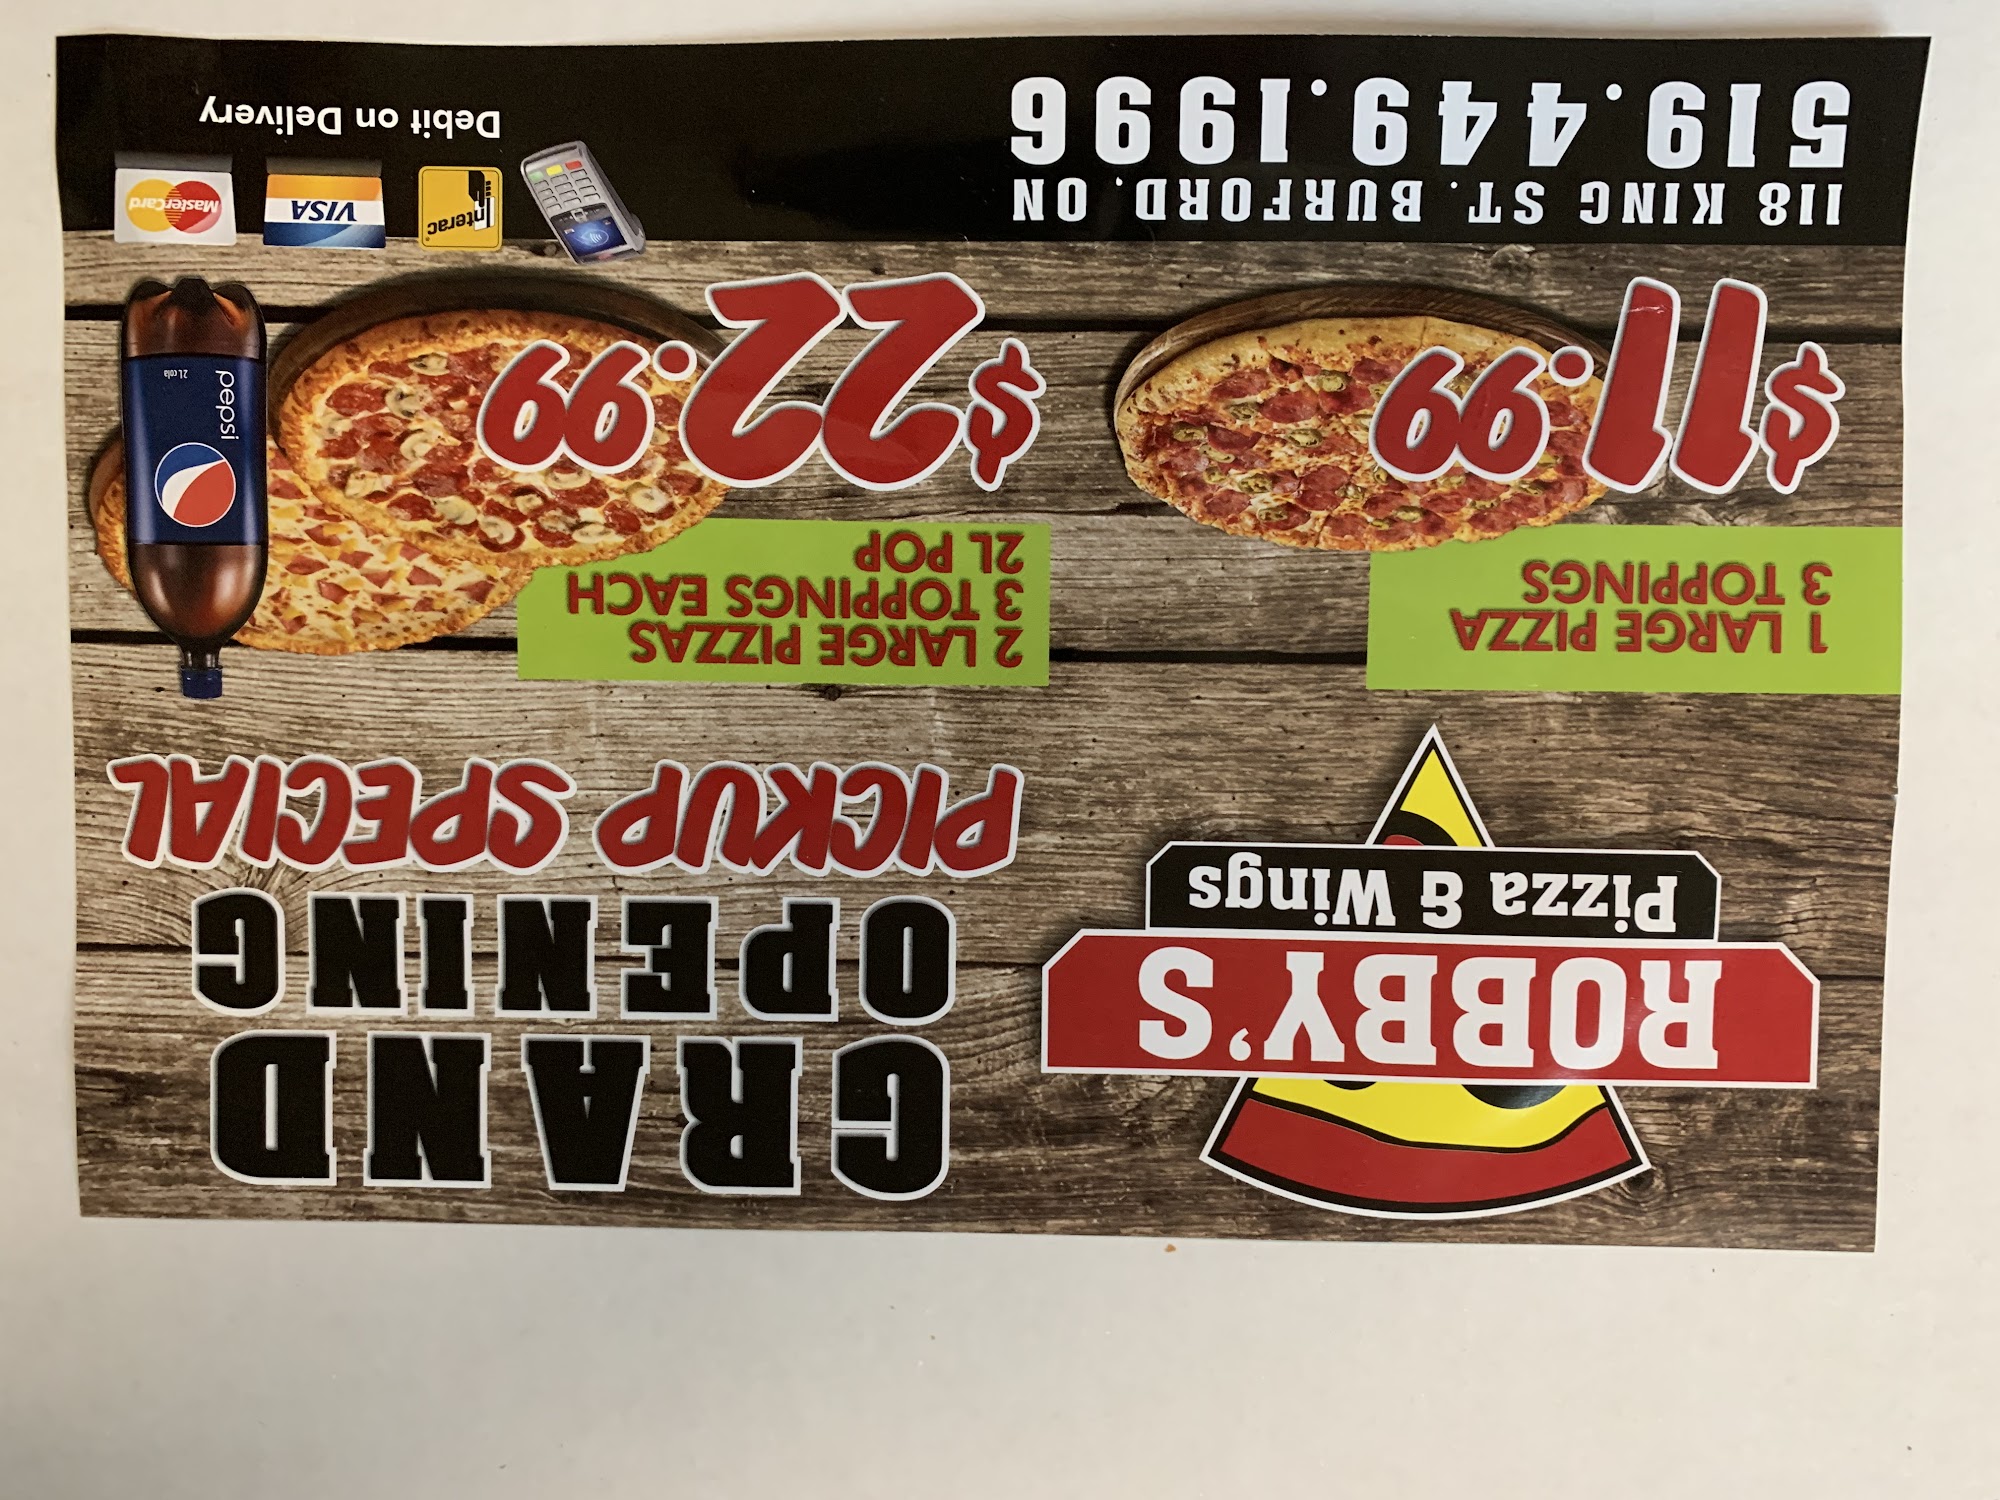 ROBBY'S
Pizza & Wings
GRAND
OPENING
PICKUP SPECIAL
1 LARGE PIZZA
3 TOPPINGS
$11.99
2 LARGE PIZZAS
3 TOPPINGS EACH
2L POP
$22.99
pepsi
2L cola
118 KING ST. BURFORD, ON
519.449.1996
Interac®
VISA
MasterCard
Debit on Delivery